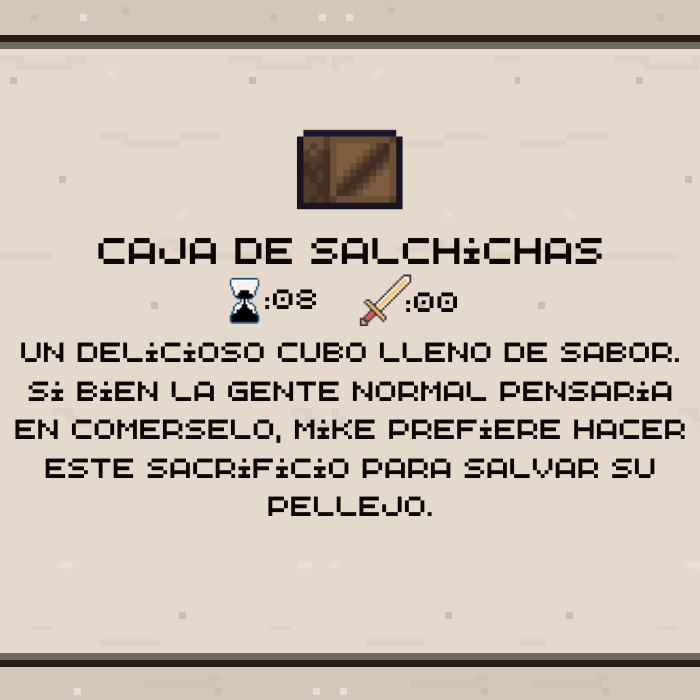 CAJA DE SALCHiCHAS
:08 :00
UN DELiCiOSO CUBO LLENO DE SABOR.
Si BiEN LA GENTE NORMAL PENSARiA
EN COMERSELO, MiKE PREFiERE HACER
ESTE SACRiFiCiO PARA SALVAR SU
PELLEJO.